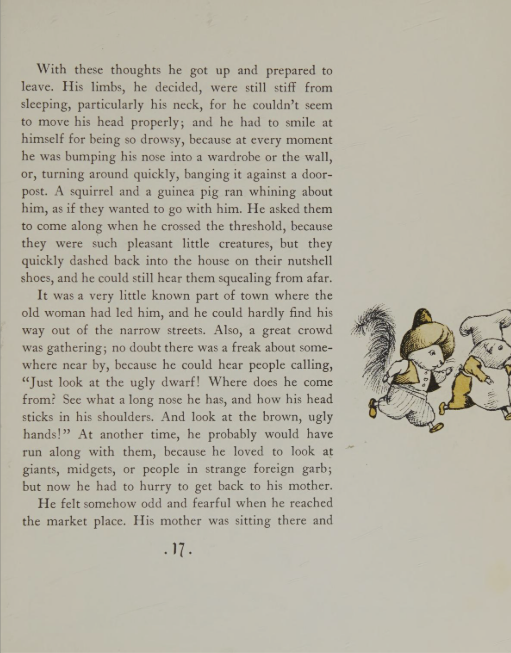 With these thoughts he got up and prepared to
leave. His limbs, he decided, were still stiff from
sleeping, particularly his neck, for he couldn't seem
to move his head properly; and he had to smile at
himself for being so drowsy, because at every moment
he was bumping his nose into a wardrobe or the wall,
or, turning around quickly, banging it against a door-
post. A squirrel and a guinea pig ran whining about
him, as if they wanted to go with him. He asked them
to come along when he crossed the threshold, because
they were such pleasant little creatures, but they
quickly dashed back into the house on their nutshell
shoes, and he could still hear them squealing from afar.
It was a very little known part of town where the
old woman had led him, and he could hardly find his
way out of the narrow streets. Also, a great crowd
was gathering; no doubt there was a freak about some-
where near by, because he could hear people calling,
“Just look at the ugly dwarf! Where does he come
from? See what a long nose he has, and how his head
sticks in his shoulders. And look at the brown, ugly
hands!” At another time, he probably would have
run along with them, because he loved to look at
giants, midgets, or people in strange foreign garb;
but now he had to hurry to get back to his mother.
He felt somehow odd and fearful when he reached
the market place. His mother was sitting there and
. 17 .